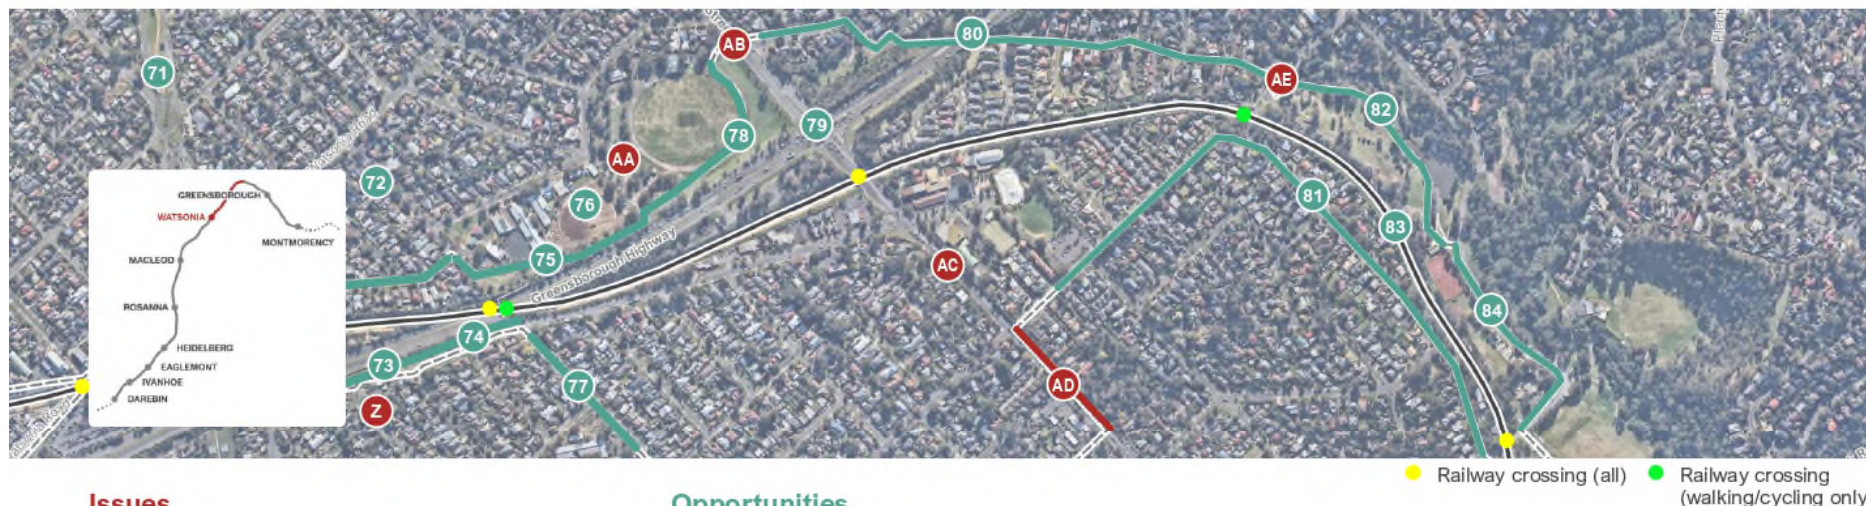 AB
80
71
AE
82
79
78
AA
72
GREENSBOROUGH
81
76
WATSONIA
83
MONTMORENCY
Greensborough Highway
75
MACLEOD
AC
ROSANNA
84
74
HEIDELBERG
73
EAGLEMONT
AD
77
IVANHOE
DAREBIN
Z
Railway crossing (all)
Railway crossing
(walking/cycling only
Issues
Opportunities